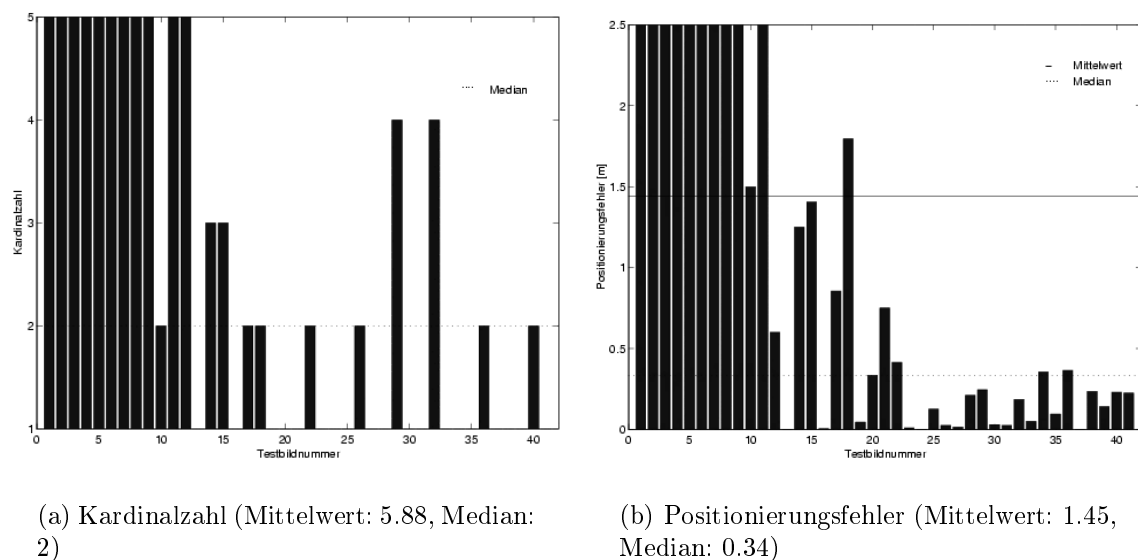 5
4
3
2
1
Kardinalzahl
Median
0 5 10 15 20 25 30 35 40
Testbildnummer
(a) Kardinalzahl (Mittelwert: 5.88, Median:
2)
2.5
2
1.5
1
0.5
0
Positionierungsfehler [m]
Mittelwert
Median
0 5 10 15 20 25 30 35 40
Testbildnummer
(b) Positionierungsfehler (Mittelwert: 1.45,
Median: 0.34)